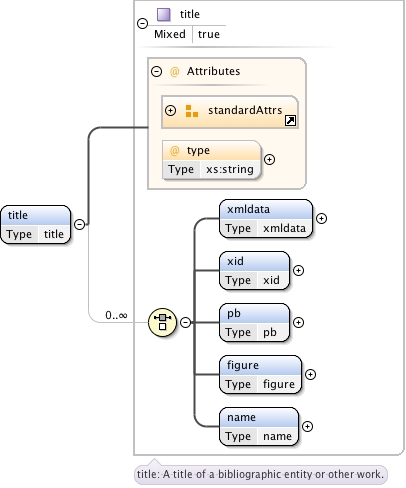 title
Mixed true
@ Attributes
standardAttrs
@ type
Type xs:string
title
Type title
0..∞
xmldata
Type xmldata
xid
Type xid
pb
Type pb
figure
Type figure
name
Type name
title: A title of a bibliographic entity or other work.